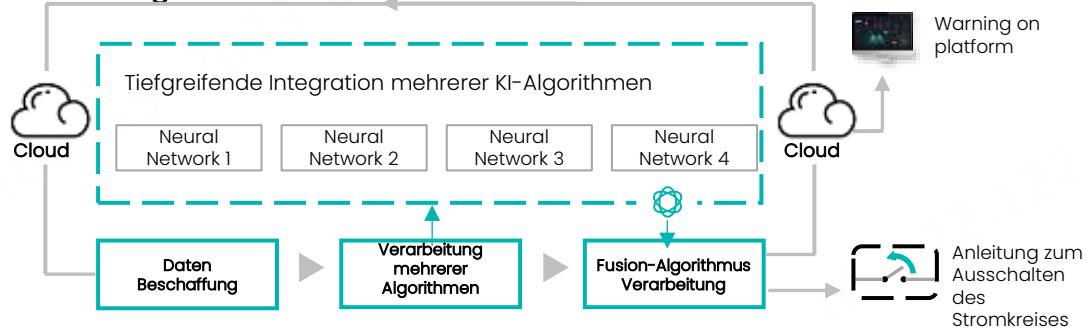 Warning on
platform
Tiefgreifende Integration mehrerer KI-Algorithmen
Neural
Network 1
Neural
Network 2
Neural
Network 3
Neural
Network 4
Cloud
Cloud
Daten
Beschaffung
Verarbeitung
mehrerer
Algorithmen
Fusion-Algorithmus
Verarbeitung
Anleitung zum
Ausschalten
des
Stromkreises